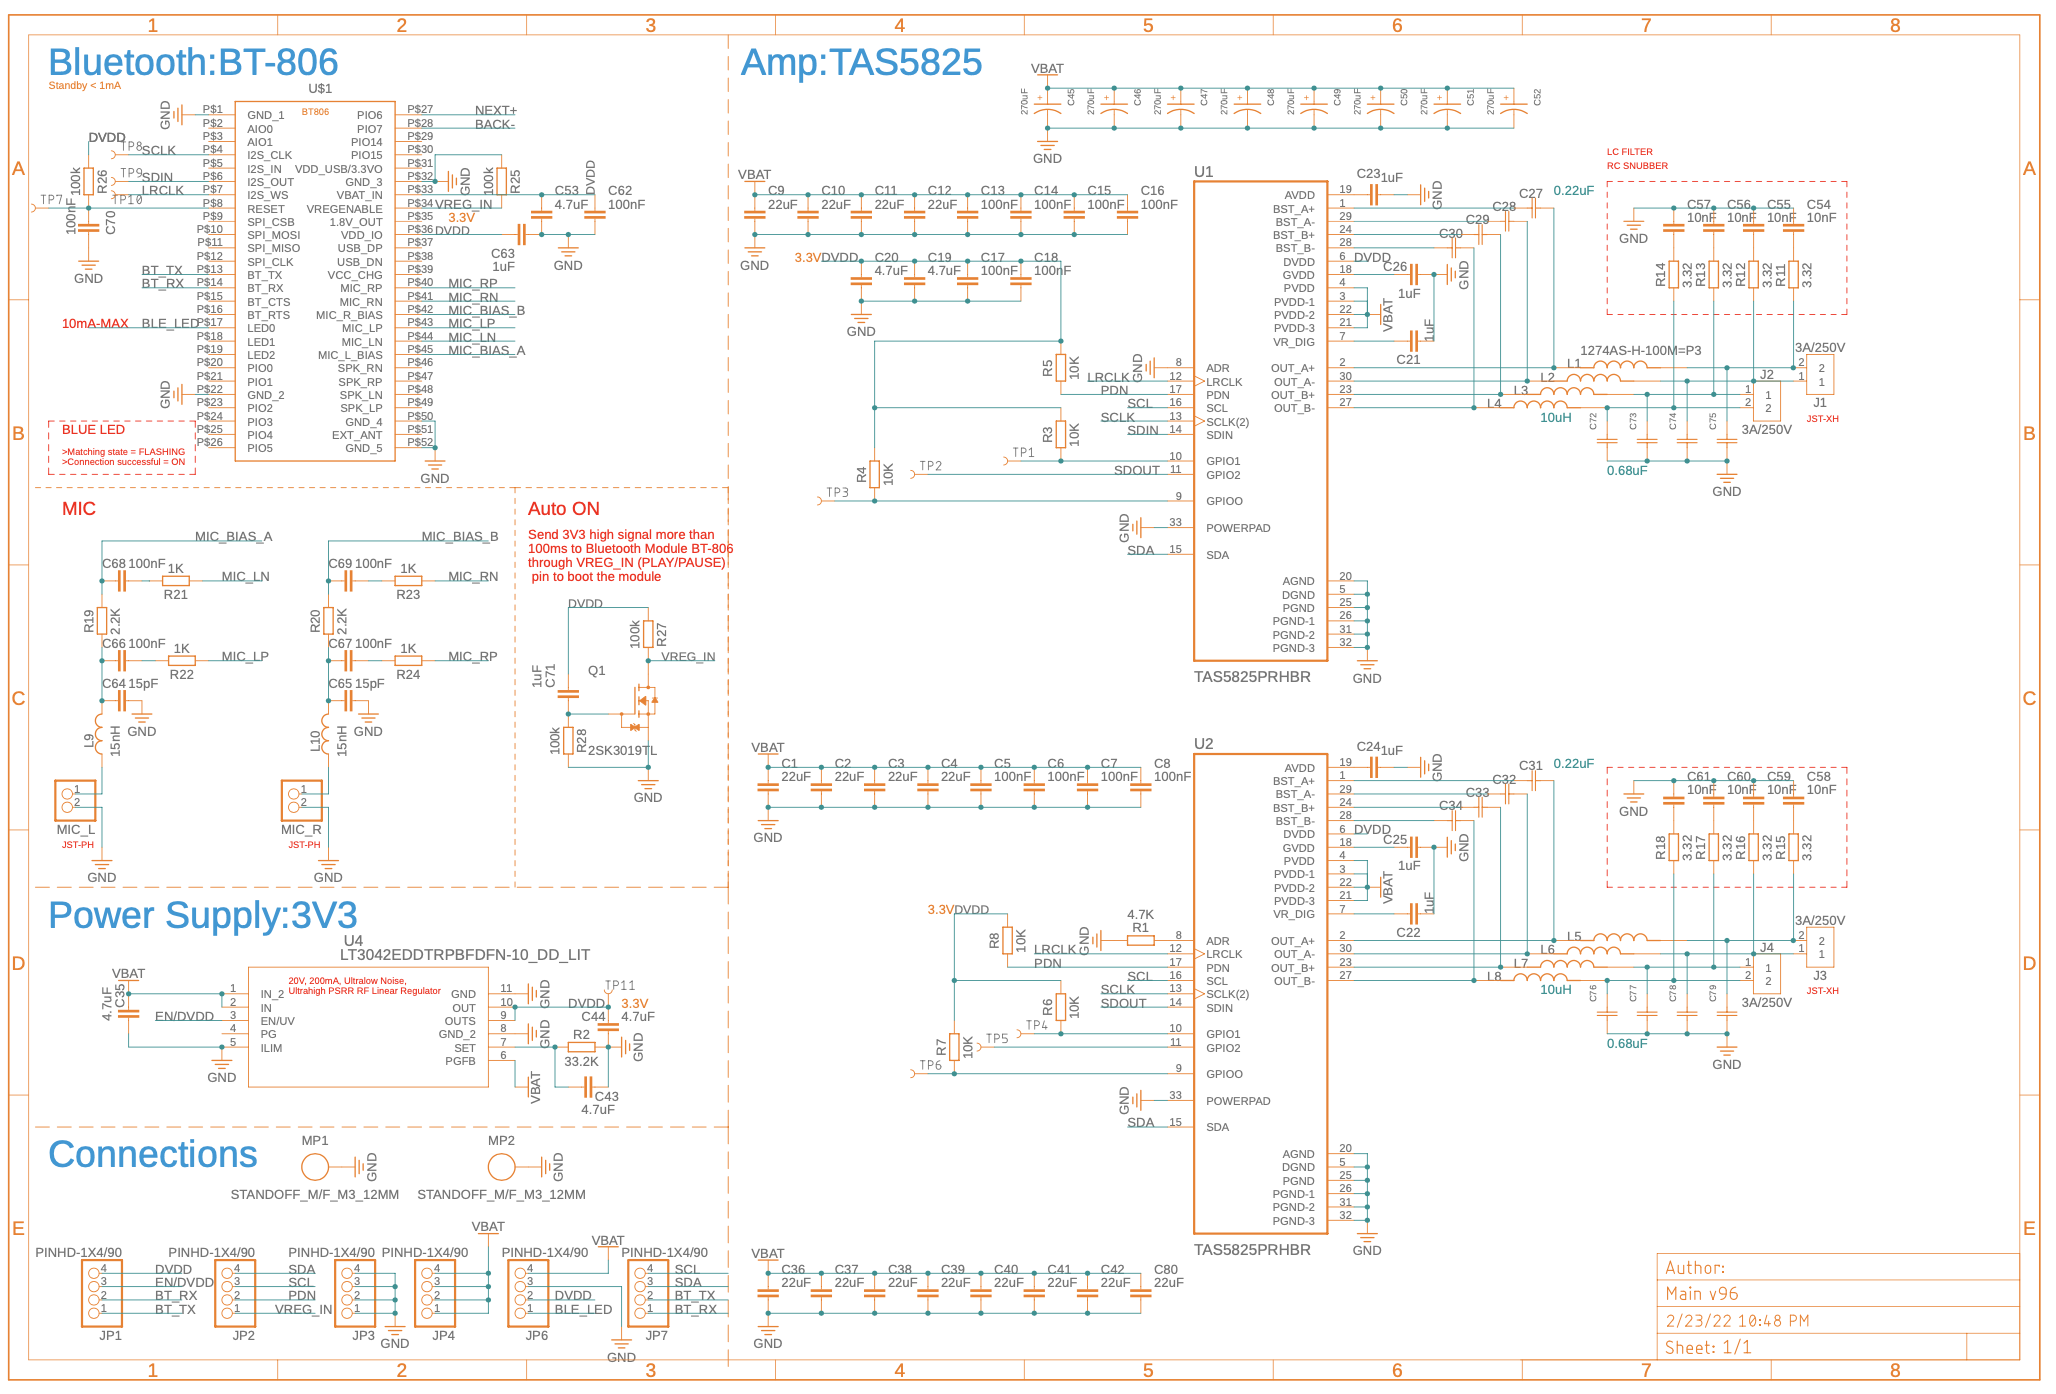 1 2 3 4 5 6 7 8
A
B
C
D
E
Bluetooth:BT-806
Standby < 1mA
U$1
BT806
GND
P$1 GND_1
P$2 AIO0
P$3 AIO1
P$4 I2S_CLK
P$5 I2S_IN
P$6 I2S_OUT
P$7 I2S_WS
P$8 RESET
P$9 SPI_CSB
P$10 SPI_MOSI
P$11 SPI_MISO
P$12 SPI_CLK
P$13 BT_TX
P$14 BT_RX
P$15 BT_CTS
P$16 BT_RTS
P$17 LED0
P$18 LED1
P$19 LED2
P$20 PIO0
P$21 PIO1
P$22 GND_2
P$23 PIO2
P$24 PIO3
P$25 PIO4
P$26 PIO5
PIO6 P$27 NEXT+
PIO7 P$28 BACK-
PIO14 P$29
PIO15 P$30
VDD_USB/3.3VO P$31
GND_3 P$32
VBAT_IN P$33
VREGENABLE P$34 VREG_IN
1.8V_OUT P$35
VDD_IO P$36 DVDD
USB_DP P$37
USB_DN P$38
VCC_CHG P$39
MIC_RP P$40 MIC_RP
MIC_RN P$41 MIC_RN
MIC_R_BIAS P$42 MIC_BIAS_B
MIC_LP P$43 MIC_LP
MIC_LN P$44 MIC_LN
MIC_L_BIAS P$45 MIC_BIAS_A
SPK_RN P$46
SPK_RP P$47
SPK_LN P$48
SPK_LP P$49
GND_4 P$50
EXT_ANT P$51
GND_5 P$52
GND
DVDD
TP8 SCLK
TP9 SDIN
LRCLK
TP10
TP7
100k R26
100nF C70
GND
BT_TX
BT_RX
10mA-MAX BLE_LED
GND
GND
100k R25
3.3V
C53 4.7uF
DVDD
C62 100nF
C63 1uF
GND
BLUE LED
>Matching state = FLASHING
>Connection successful = ON
MIC
MIC_BIAS_A
C68 100nF 1K R21 MIC_LN
R19 2.2K
C66 100nF 1K R22 MIC_LP
C64 15pF
GND
L9 15nH
1
2
MIC_L
JST-PH
GND
MIC_BIAS_B
C69 100nF 1K R23 MIC_RN
R20 2.2K
C67 100nF 1K R24 MIC_RP
C65 15pF
GND
L10 15nH
1
2
MIC_R
JST-PH
GND
Auto ON
Send 3V3 high signal more than
100ms to Bluetooth Module BT-806
through VREG_IN (PLAY/PAUSE)
pin to boot the module
DVDD
100k R27
VREG_IN
1uF C71
Q1
100k R28
2SK3019TL
GND
Power Supply:3V3
U4
LT3042EDDTRPBFDFN-10_DD_LIT
20V, 200mA, Ultralow Noise,
Ultrahigh PSRR RF Linear Regulator
VBAT
4.7uF C35
EN/DVDD
GND
1 IN_2
2 IN
3 EN/UV
4 PG
5 ILIM
GND 11 GND
OUT 10 DVDD
OUTS 9
GND_2 8 GND
SET 7
PGFB 6
TP11
3.3V
C44 4.7uF
R2 33.2K
GND
VBAT
C43 4.7uF
Connections
MP1 GND
STANDOFF_M/F_M3_12MM
MP2 GND
STANDOFF_M/F_M3_12MM
PINHD-1X4/90
4 DVDD
3 EN/DVDD
2 BT_RX
1 BT_TX
JP1
PINHD-1X4/90
4 SDA
3 SCL
2 PDN
1 VREG_IN
JP2
PINHD-1X4/90
4
3
2
1
JP3
GND
VBAT
PINHD-1X4/90
4
3
2
1
JP4
VBAT
PINHD-1X4/90
4
3
2 DVDD
1 BLE_LED
JP6
GND
PINHD-1X4/90
4 SCL
3 SDA
2 BT_TX
1 BT_RX
JP7
Amp:TAS5825
VBAT
270uF C45 270uF C46 270uF C47 270uF C48 270uF C49 270uF C50 270uF C51 270uF C52
GND
VBAT
C9 C10 C11 C12 C13 C14 C15 C16
22uF 22uF 22uF 22uF 100nF 100nF 100nF 100nF
GND
3.3V DVDD
C20 C19 C17 C18
4.7uF 4.7uF 100nF 100nF
GND
R5 10K
R3 10K
R4 10K
TP1
TP2
TP3
U1
GND 8 ADR
LRCLK 12 LRCLK
PDN 17 PDN
SCL 16 SCL
SCLK 13 SCLK(2)
SDIN 14 SDIN
10 GPIO1
SDOUT 11 GPIO2
9 GPIOO
GND 33 POWERPAD
SDA 15 SDA
AVDD 19
BST_A+ 1
BST_A- 29
BST_B+ 24
BST_B- 28
DVDD 6 DVDD
GVDD 18
PVDD 4
PVDD-1 3
PVDD-2 22
PVDD-3 21
VR_DIG 7
OUT_A+ 2
OUT_A- 30
OUT_B+ 23
OUT_B- 27
AGND 20
DGND 5
PGND 25
PGND-1 26
PGND-2 31
PGND-3 32
GND
TAS5825PRHBR
C23 1uF GND
C27 0.22uF
C28
C29
C30
C26 1uF GND
VBAT
C21 1uF
LC FILTER
RC SNUBBER
GND
C57 C56 C55 C54
10nF 10nF 10nF 10nF
R14 3.32 R13 3.32 R12 3.32 R11 3.32
1274AS-H-100M=P3
L1
L2
L3
L4
10uH
C72 C73 C74 C75
0.68uF
GND
3A/250V
2 2
1 1
J1
JST-XH
J2
1 1
2 2
3A/250V
VBAT
C1 C2 C3 C4 C5 C6 C7 C8
22uF 22uF 22uF 22uF 100nF 100nF 100nF 100nF
GND
3.3V DVDD
R8 10K
4.7K R1
R6 10K
R7 10K
TP4
TP5
TP6
U2
GND 8 ADR
LRCLK 12 LRCLK
PDN 17 PDN
SCL 16 SCL
SCLK 13 SCLK(2)
SDOUT 14 SDIN
10 GPIO1
11 GPIO2
9 GPIOO
GND 33 POWERPAD
SDA 15 SDA
AVDD 19
BST_A+ 1
BST_A- 29
BST_B+ 24
BST_B- 28
DVDD 6 DVDD
GVDD 18
PVDD 4
PVDD-1 3
PVDD-2 22
PVDD-3 21
VR_DIG 7
OUT_A+ 2
OUT_A- 30
OUT_B+ 23
OUT_B- 27
AGND 20
DGND 5
PGND 25
PGND-1 26
PGND-2 31
PGND-3 32
GND
TAS5825PRHBR
C24 1uF GND
C31 0.22uF
C32
C33
C34
C25 1uF GND
VBAT
C22 1uF
GND
C61 C60 C59 C58
10nF 10nF 10nF 10nF
R18 3.32 R17 3.32 R16 3.32 R15 3.32
L5
L6
L7
L8
10uH
C76 C77 C78 C79
0.68uF
GND
3A/250V
2 2
1 1
J3
JST-XH
J4
1 1
2 2
3A/250V
VBAT
C36 C37 C38 C39 C40 C41 C42 C80
22uF 22uF 22uF 22uF 22uF 22uF 22uF 22uF
GND
Author:
Main v96
2/23/22 10:48 PM
Sheet: 1/1
A
B
C
D
E
1 2 3 4 5 6 7 8